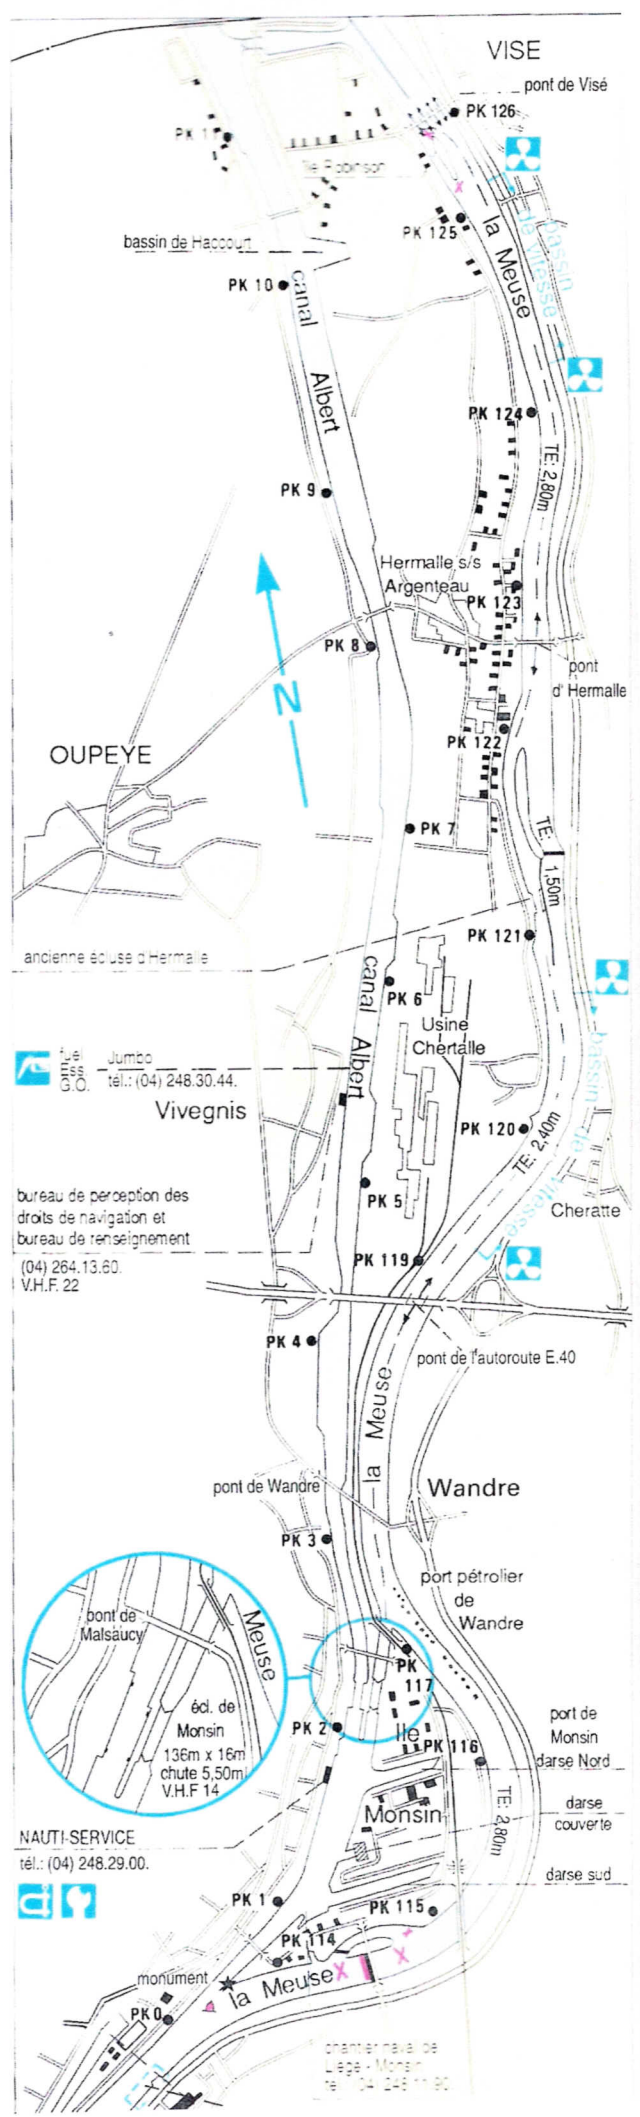 VISE
pont de Visé
PK 126
PK 11
Ile Robinson
PK 125
la Meuse
bassin
de vitesse
bassin de Haccourt
PK 10
canal
Albert
PK 124
TE: 2,80m
PK 9
Hermalle s/s
Argenteau
PK 123
PK 8
pont
d' Hermalle
N
PK 122
OUPEYE
PK 7
TE:
1,50m
PK 121
ancienne écluse d'Hermalle
canal
Albert
PK 6
Usine
Chertalle
fuel
Ess.
G.O.
Jumbo
tél.: (04) 248.30.44.
Vivegnis
bassin de
vitesse
PK 120
TE: 2,40m
PK 5
Cheratte
bureau de perception des
droits de navigation et
bureau de renseignement
(04) 264.13.60.
V.H.F. 22
PK 119
PK 4
pont de l'autoroute E.40
la Meuse
pont de Wandre
Wandre
PK 3
port pétrolier
de
Wandre
pont de
Malsaucy
Meuse
écl. de
Monsin
136m x 16m
chute 5,50m
V.H.F 14
PK
117
PK 2
Ile
PK 116
port de
Monsin
darse Nord
TE: 2,80m
Monsin
darse
couverte
NAUTI-SERVICE
tél.: (04) 248.29.00.
darse sud
PK 1
PK 115
PK 114
monument
la Meuse
PK 0
chantier naval de
Liège - Monsin